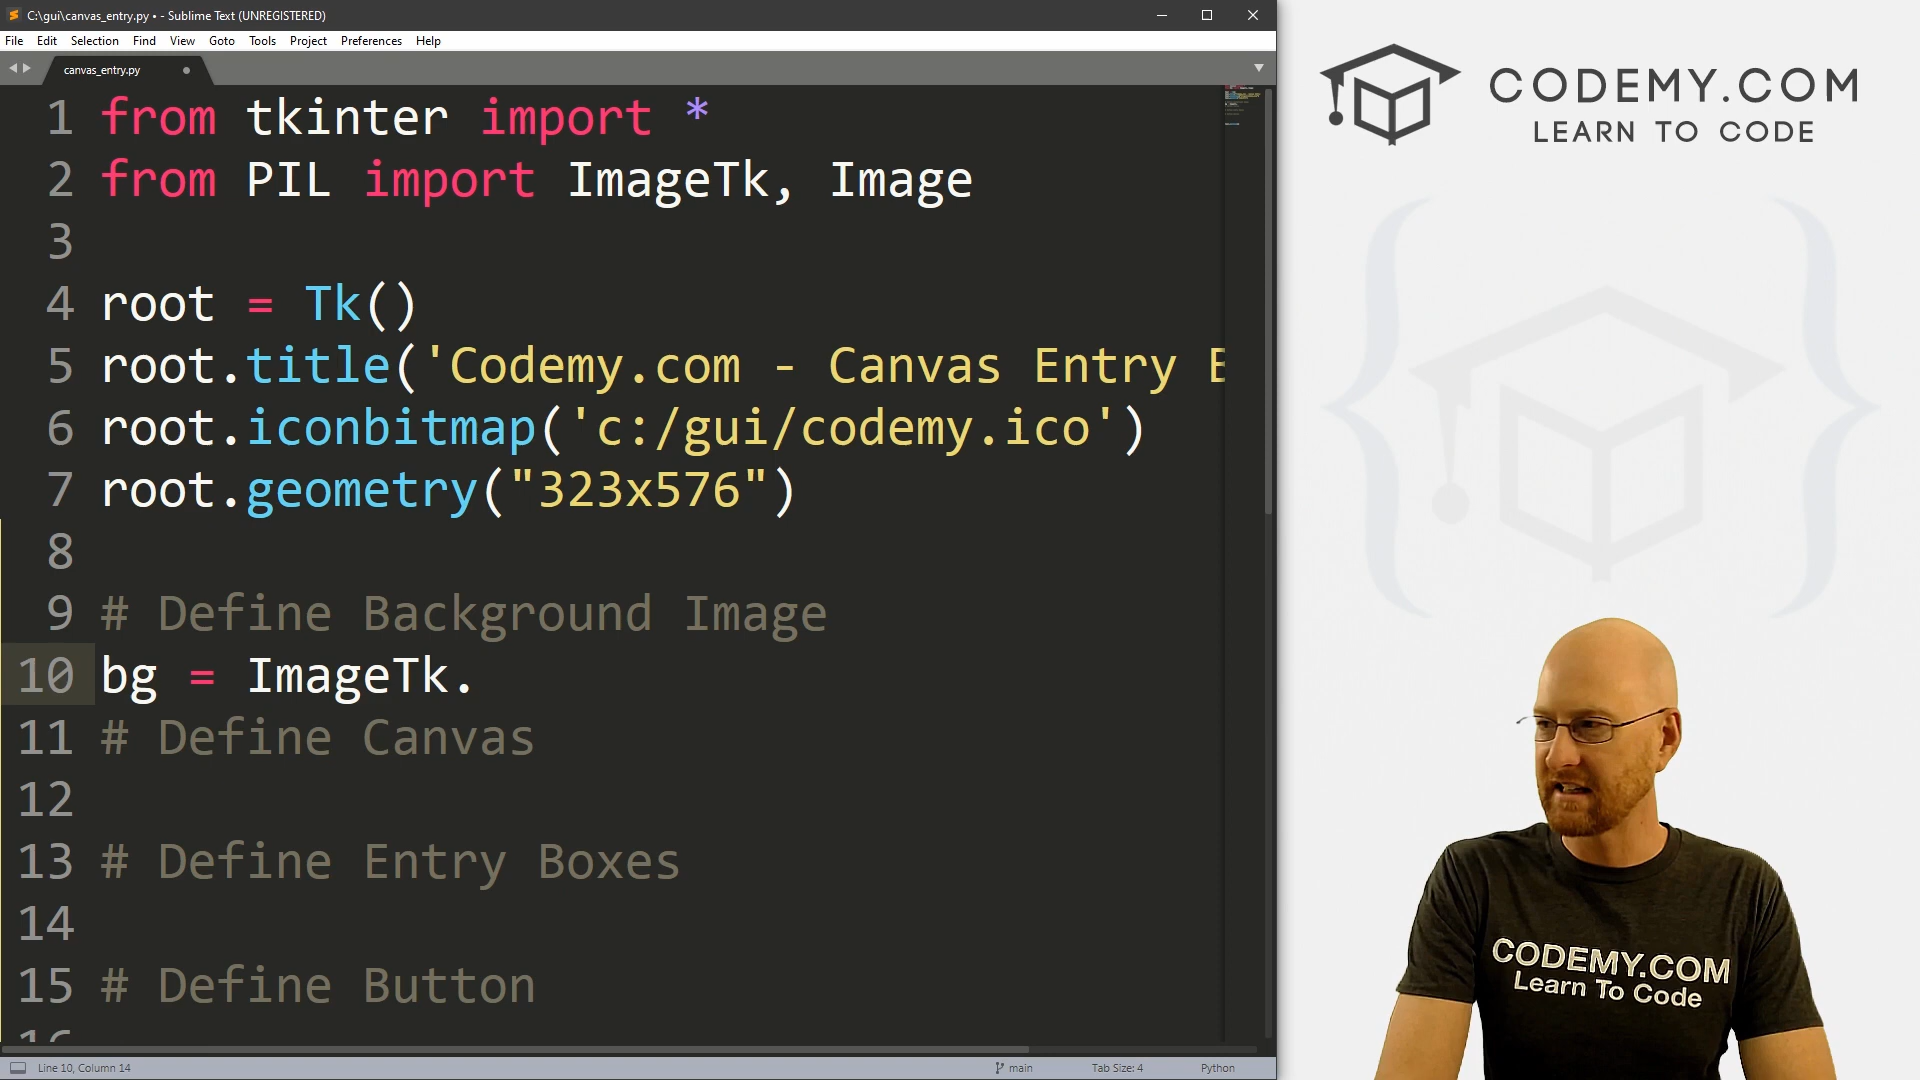 C:\gui\canvas_entry.py • - Sublime Text (UNREGISTERED)
File Edit Selection Find View Goto Tools Project Preferences Help
canvas_entry.py
1 from tkinter import *
2 from PIL import ImageTk, Image
3
4 root = Tk()
5 root.title('Codemy.com - Canvas Entry
6 root.iconbitmap('c:/gui/codemy.ico')
7 root.geometry("323x576")
8
9 # Define Background Image
10 bg = ImageTk.
11 # Define Canvas
12
13 # Define Entry Boxes
14
15 # Define Button
16
Line 10, Column 14 main Tab Size: 4 Python
CODEMY.COM
LEARN TO CODE
CODEMY.COM
Learn To Code